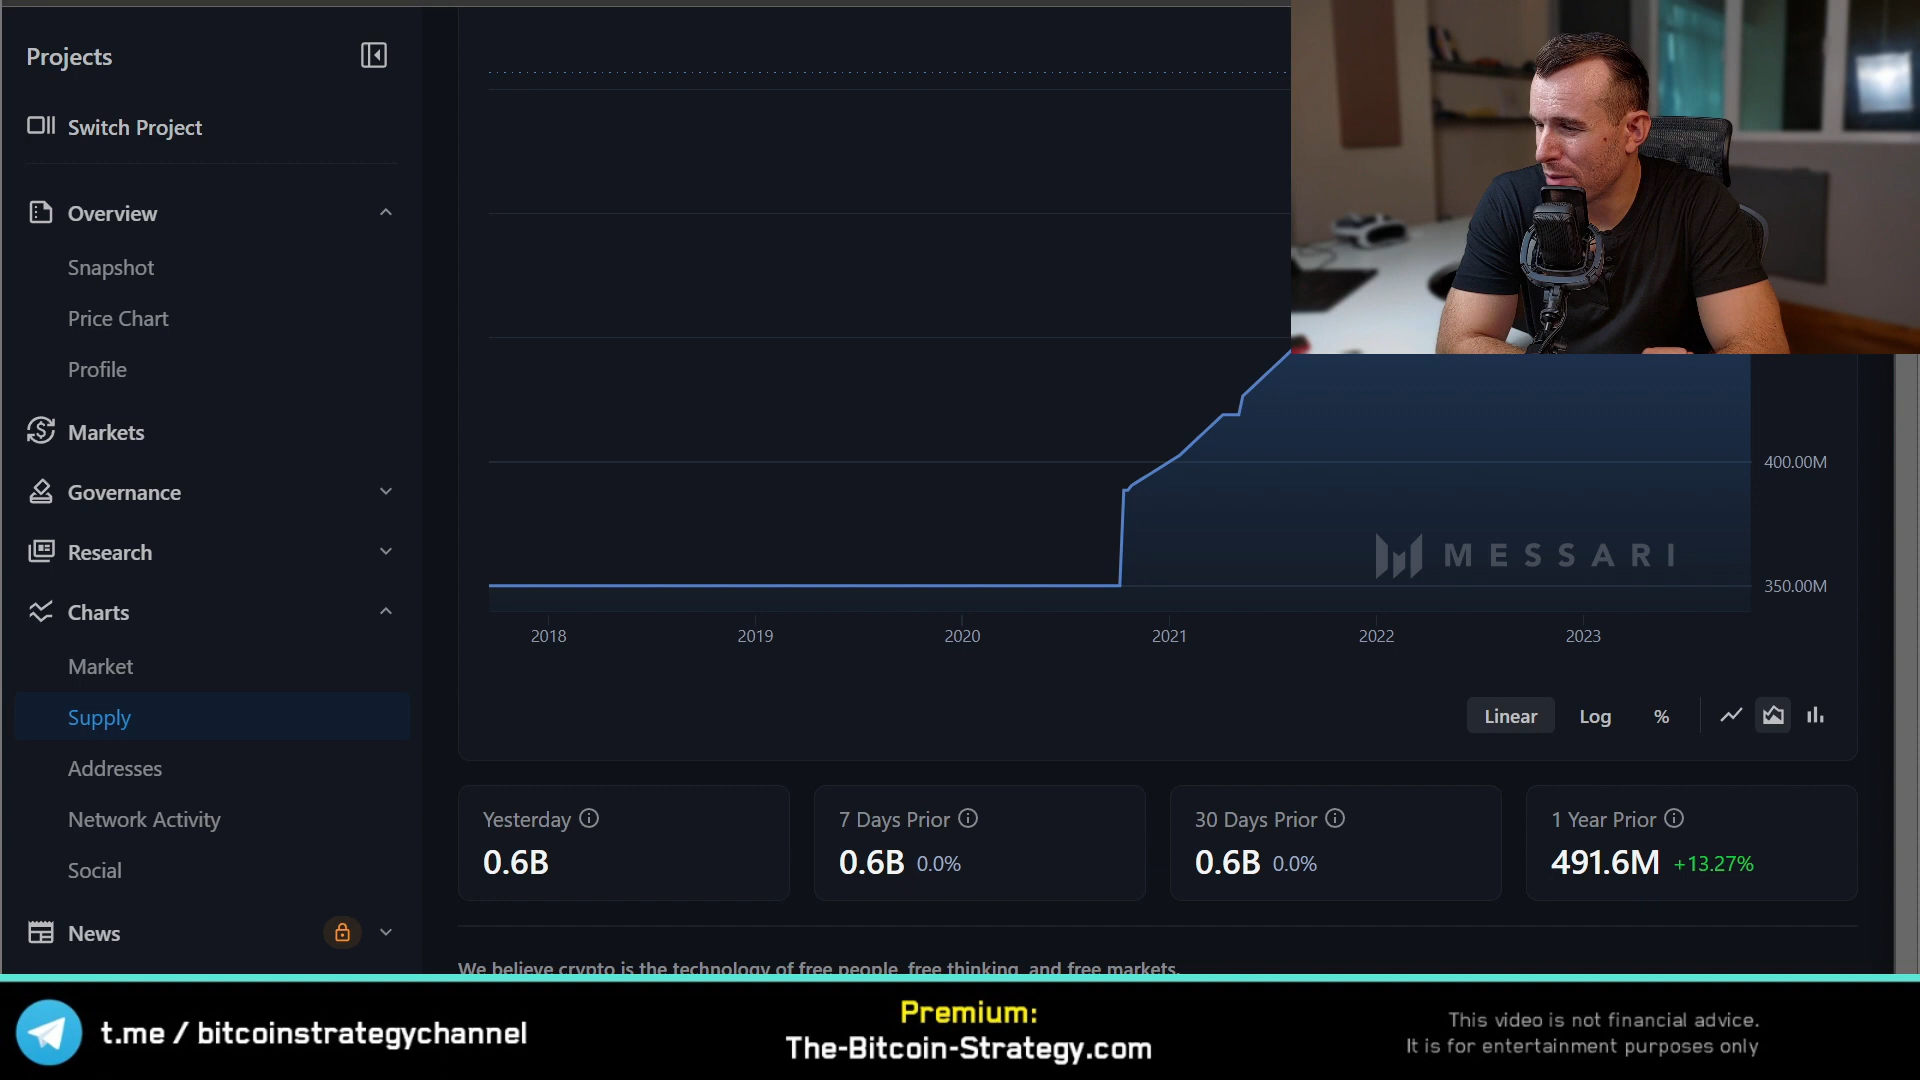 Projects
Switch Project
Overview
Snapshot
Price Chart
Profile
Markets
Governance
Research
Charts
Market
Supply
Addresses
Network Activity
Social
News
400.00M
MESSARI
350.00M
2018 2019 2020 2021 2022 2023
Linear Log %
Yesterday
0.6B
7 Days Prior
0.6B 0.0%
30 Days Prior
0.6B 0.0%
1 Year Prior
491.6M +13.27%
We believe crypto is the technology of free people, free thinking, and free markets.
t.me / bitcoinstrategychannel
Premium:
The-Bitcoin-Strategy.com
This video is not financial advice.
It is for entertainment purposes only